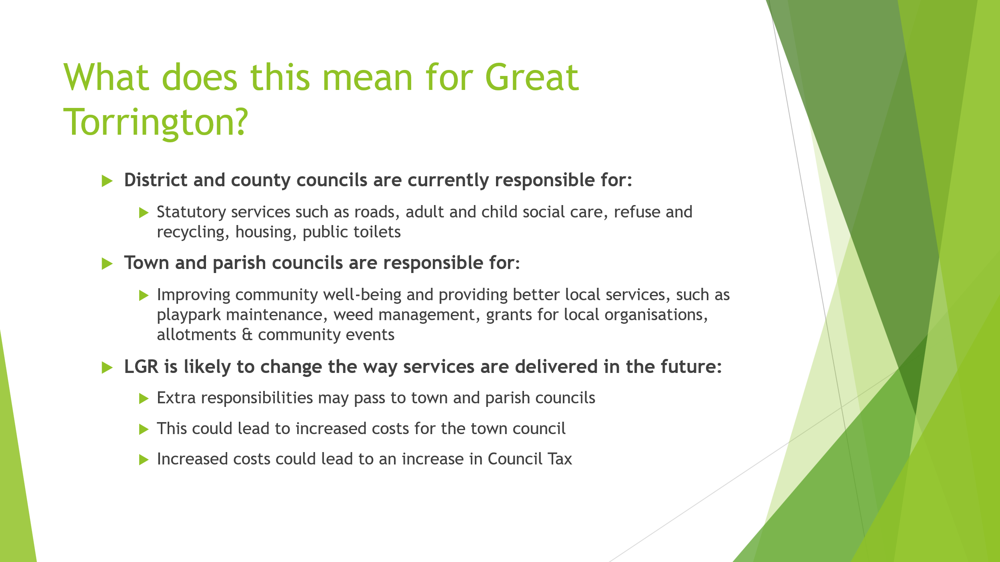 What does this mean for Great
Torrington?
District and county councils are currently responsible for:
Statutory services such as roads, adult and child social care, refuse and
recycling, housing, public toilets
Town and parish councils are responsible for:
Improving community well-being and providing better local services, such as
playpark maintenance, weed management, grants for local organisations,
allotments & community events
LGR is likely to change the way services are delivered in the future:
Extra responsibilities may pass to town and parish councils
This could lead to increased costs for the town council
Increased costs could lead to an increase in Council Tax